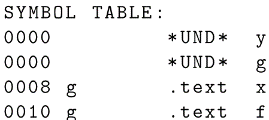 SYMBOL TABLE:
0000 *UND* y
0000 *UND* g
0008 g .text x
0010 g .text f